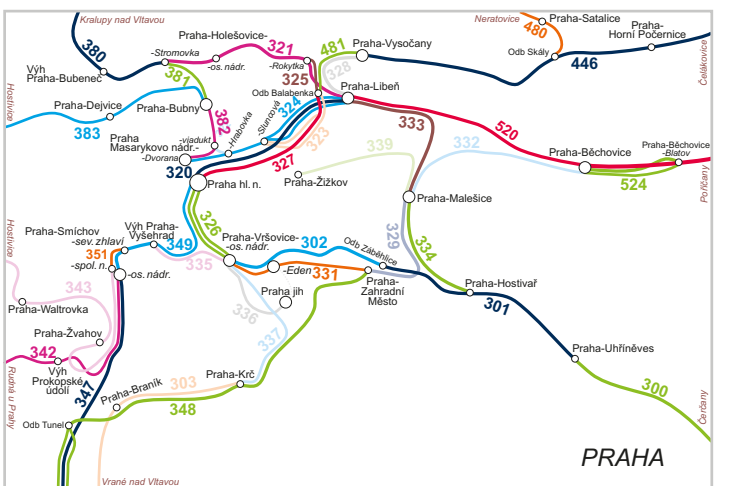 Kralupy nad Vltavou
Neratovice
480
Praha-Satalice
Praha-
Horní Počernice
Odb Skály
446
Čelákovice
380
Výh
Praha-Bubeneč
-Stromovka
Praha-Holešovice-
-os. nádr.
321
-Rokytka
325
481
328
Praha-Vysočany
Hostivice
Praha-Dejvice
383
381
Praha-Bubny
382
Odb Balabenka
324
Praha-Libeň
Praha
Masarykovo nádr.-
-viadukt
-Dvorana
-Hrabovka
-Sluncová
323
320
327
333
520
339
332
Praha-Běchovice
Praha-Běchovice
-Blatov
524
Poříčany
Praha hl. n.
Praha-Žižkov
Praha-Malešice
Hostivice
Praha-Smíchov
-sev. zhlaví
351
-spol. n.
-os. nádr.
Výh Praha-
Vyšehrad
349
335
326
Praha-Vršovice-
-os. nádr.
302
Odb Záběhlice
329
334
-Eden
331
Praha-
Zahradní
Město
Praha jih
336
337
Praha-Hostivař
301
343
Praha-Waltrovka
Praha-Žvahov
342
Výh
Prokopské
údolí
347
Rudná u Prahy
Praha-Uhříněves
300
Čerčany
Praha-Krč
303
348
Praha-Braník
Odb Tunel
PRAHA
Vrané nad Vltavou